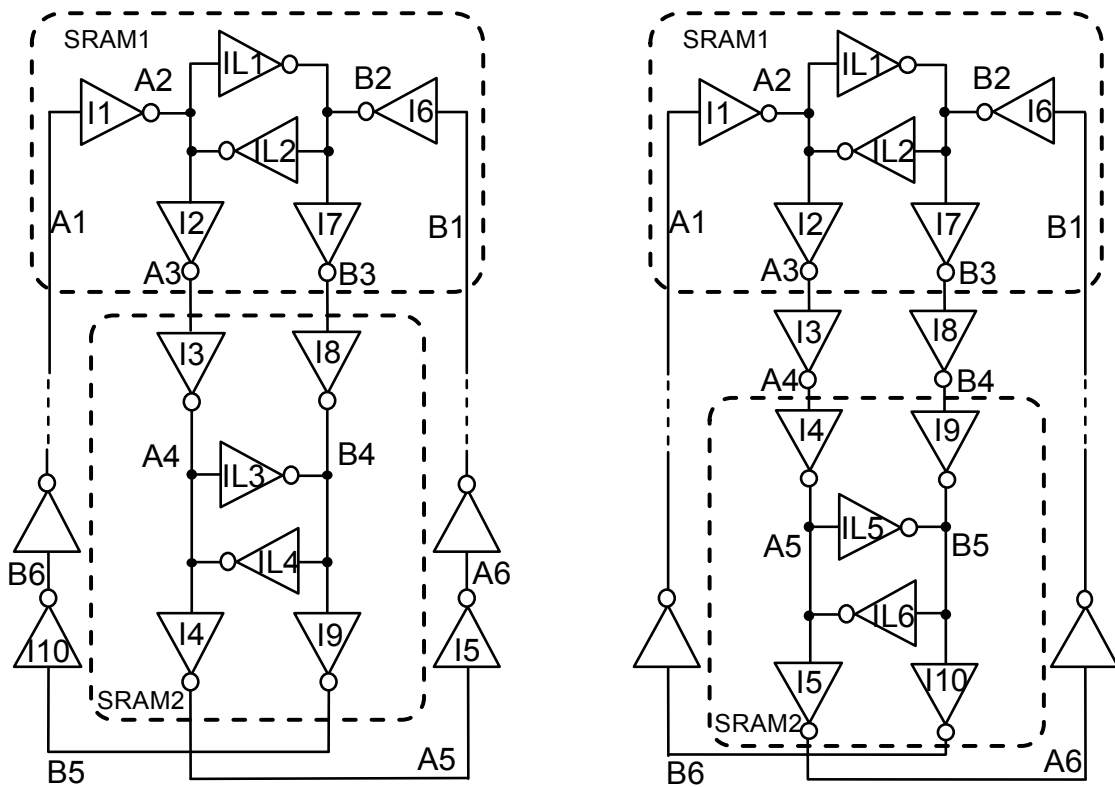 SRAM1
IL1
A2
B2
I1
I6
IL2
A1
I2
I7
B1
A3
B3
I3
I8
A4
B4
IL3
IL4
B6
A6
I10
I4
I9
I5
SRAM2
B5
A5
SRAM1
IL1
A2
B2
I1
I6
IL2
A1
I2
I7
B1
A3
B3
I3
I8
A4
B4
I4
I9
IL5
A5
B5
IL6
I5
I10
SRAM2
B6
A6